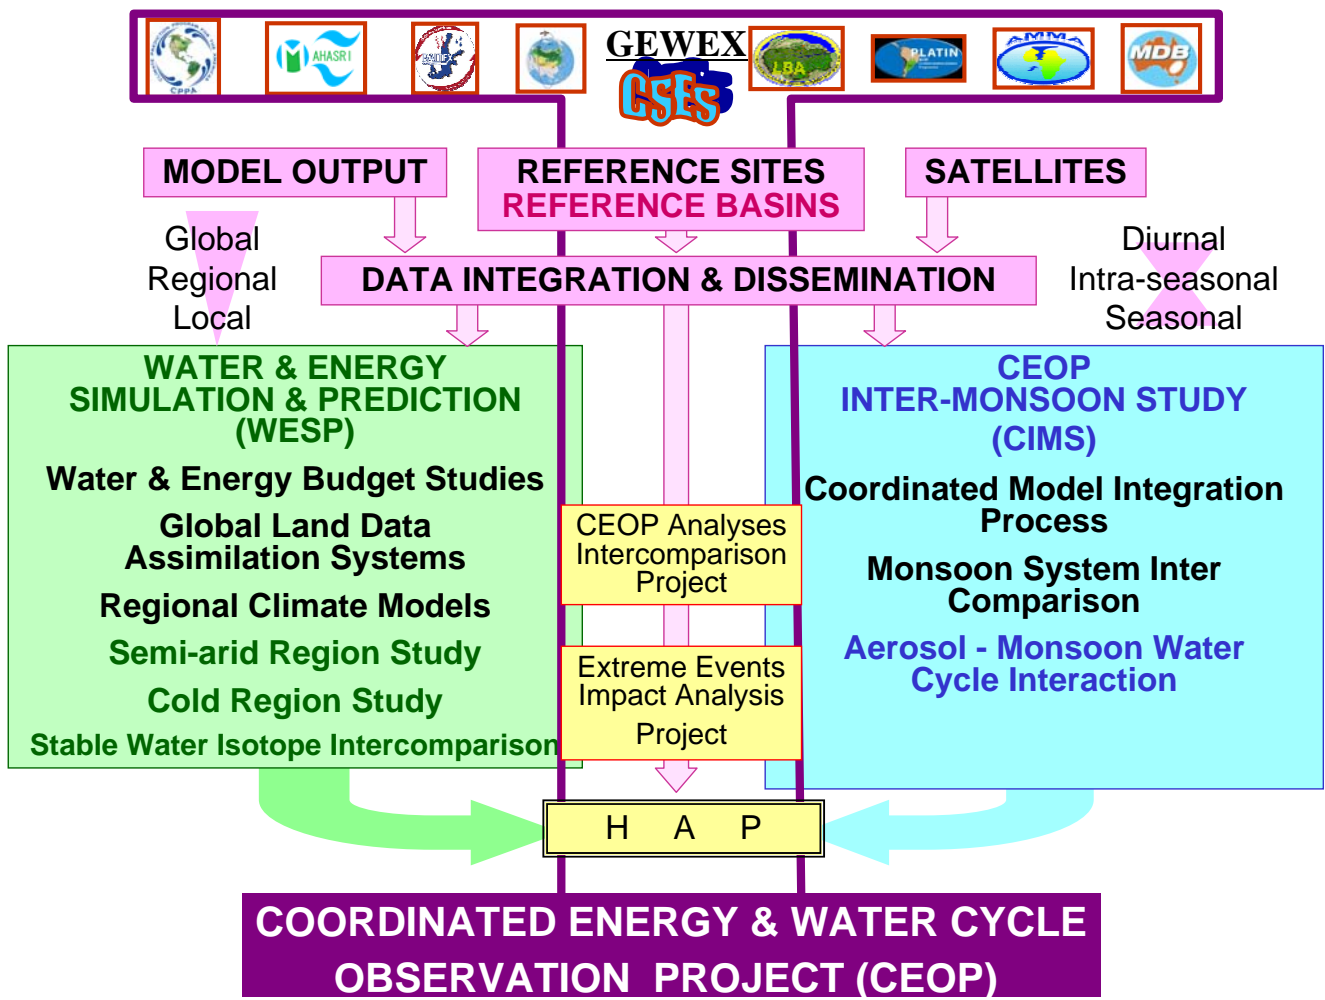 GEWEX
CSEs
CPPA
MAHASRI
BALTEX
LBA
PLATIN
AMMA
MDB
MODEL OUTPUT
REFERENCE SITES
REFERENCE BASINS
SATELLITES
Global
Regional
Local
Diurnal
Intra-seasonal
Seasonal
DATA INTEGRATION & DISSEMINATION
WATER & ENERGY
SIMULATION & PREDICTION
(WESP)
Water & Energy Budget Studies
Global Land Data
Assimilation Systems
Regional Climate Models
Semi-arid Region Study
Cold Region Study
Stable Water Isotope Intercomparison
CEOP Analyses
Intercomparison
Project
Extreme Events
Impact Analysis
Project
CEOP
INTER-MONSOON STUDY
(CIMS)
Coordinated Model Integration
Process
Monsoon System Inter
Comparison
Aerosol - Monsoon Water
Cycle Interaction
H A P
COORDINATED ENERGY & WATER CYCLE
OBSERVATION PROJECT (CEOP)